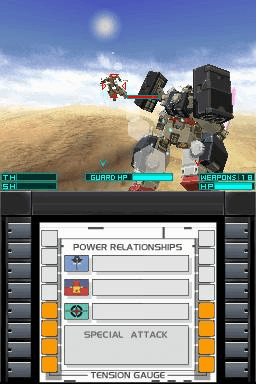 TH
SH
GUARD HP
WEAPONS 18
HP
POWER RELATIONSHIPS
SPECIAL ATTACK
TENSION GAUGE